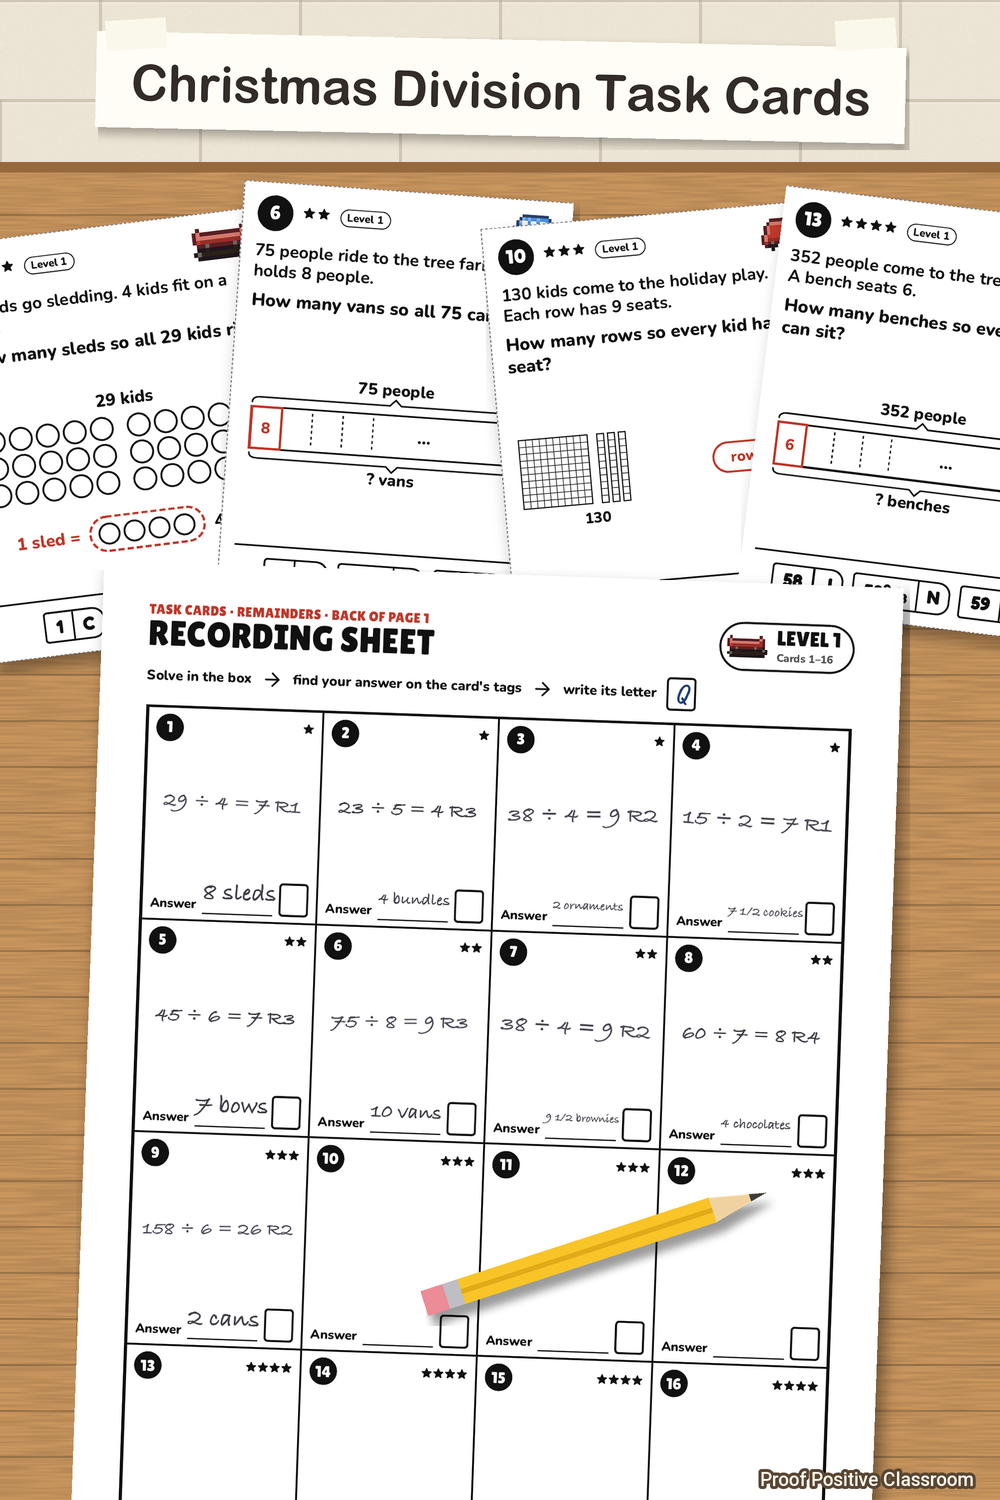 Christmas Division Task Cards
Level 1
go sledding. 4 kids fit on a
many sleds so all 29 kids
29 kids
1 sled =
1 C
6 Level 1
75 people ride to the tree
holds 8 people.
How many vans so all 75
75 people
8 ...
? vans
10 Level 1
130 kids come to the holiday play.
Each row has 9 seats.
How many rows so every kid
seat?
130
13 Level 1
352 people come to the
A bench seats 6.
How many benches so
can sit?
352 people
6 ...
? benches
58
N
59
TASK CARDS · REMAINDERS · BACK OF PAGE 1
RECORDING SHEET
LEVEL 1
Cards 1–16
Solve in the box → find your answer on the card's tags → write its letter Q
1 2 3 4
29 ÷ 4 = 7 R1 23 ÷ 5 = 4 R3 38 ÷ 4 = 9 R2 15 ÷ 2 = 7 R1
Answer 8 sleds Answer 4 bundles Answer 2 ornaments Answer 7 1/2 cookies
5 6 7 8
45 ÷ 6 = 7 R3 75 ÷ 8 = 9 R3 38 ÷ 4 = 9 R2 60 ÷ 7 = 8 R4
Answer 7 bows Answer 10 vans Answer 9 1/2 brownies Answer 4 chocolates
9 10 11 12
158 ÷ 6 = 26 R2
Answer 2 cans Answer Answer Answer
13 14 15 16
Proof Positive Classroom